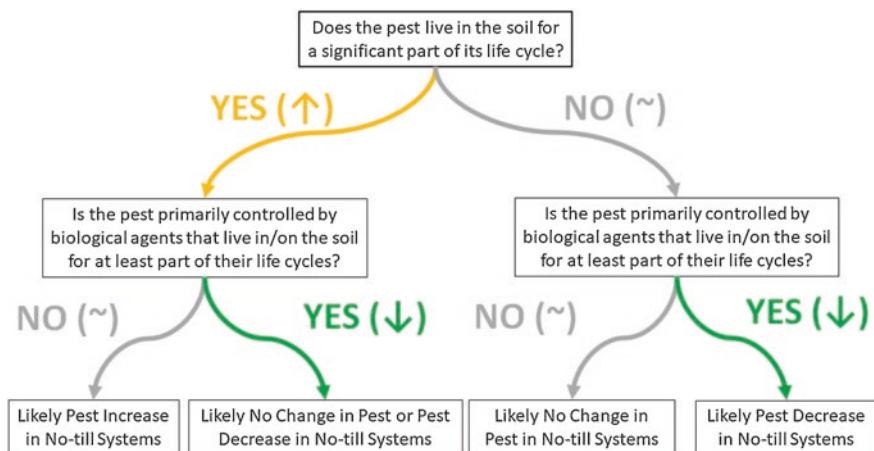 Does the pest live in the soil for
a significant part of its life cycle?
YES (↑)
NO (~)
Is the pest primarily controlled by
biological agents that live in/on the soil
for at least part of their life cycles?
Is the pest primarily controlled by
biological agents that live in/on the soil
for at least part of their life cycles?
NO (~)
YES (↓)
NO (~)
YES (↓)
Likely Pest Increase
in No-till Systems
Likely No Change in Pest or Pest
Decrease in No-till Systems
Likely No Change in
Pest in No-till Systems
Likely Pest Decrease
in No-till Systems